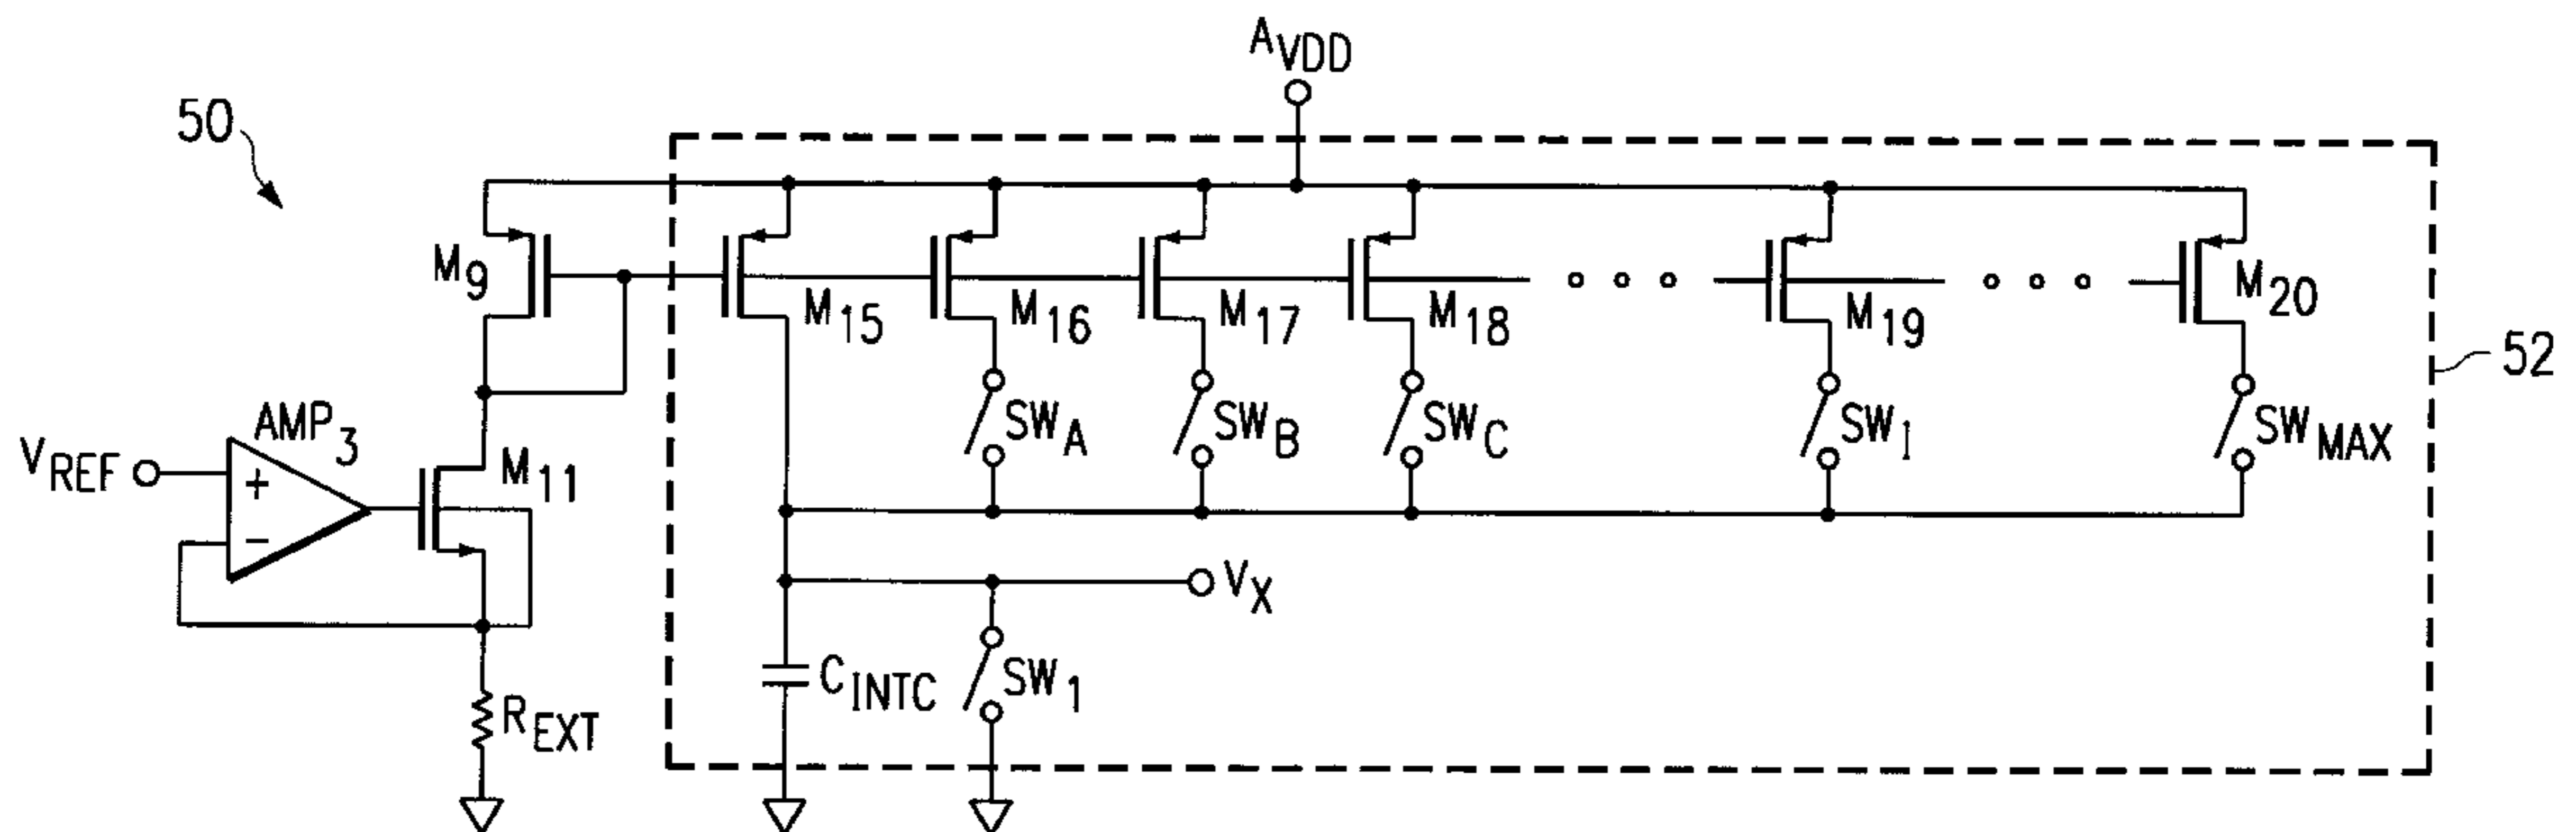 AVDD
50
M9
M15
M16
M17
M18
M19
M20
52
SWA
SWB
SWC
SWI
SWMAX
AMP3
VREF
+
−
M11
VX
CINTC
SW1
REXT